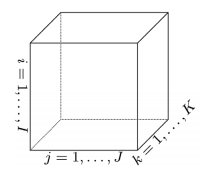 i = 1, . . . , I
j = 1, . . . , J
k = 1, . . . , K